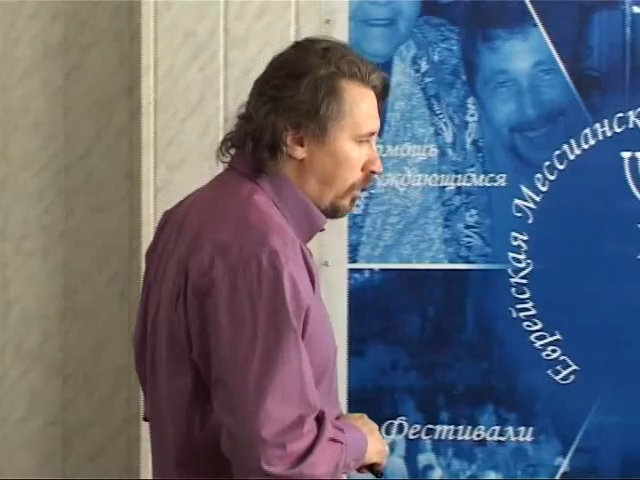 Помощь
нуждающимся
Еврейская Мессианск
Фестивали